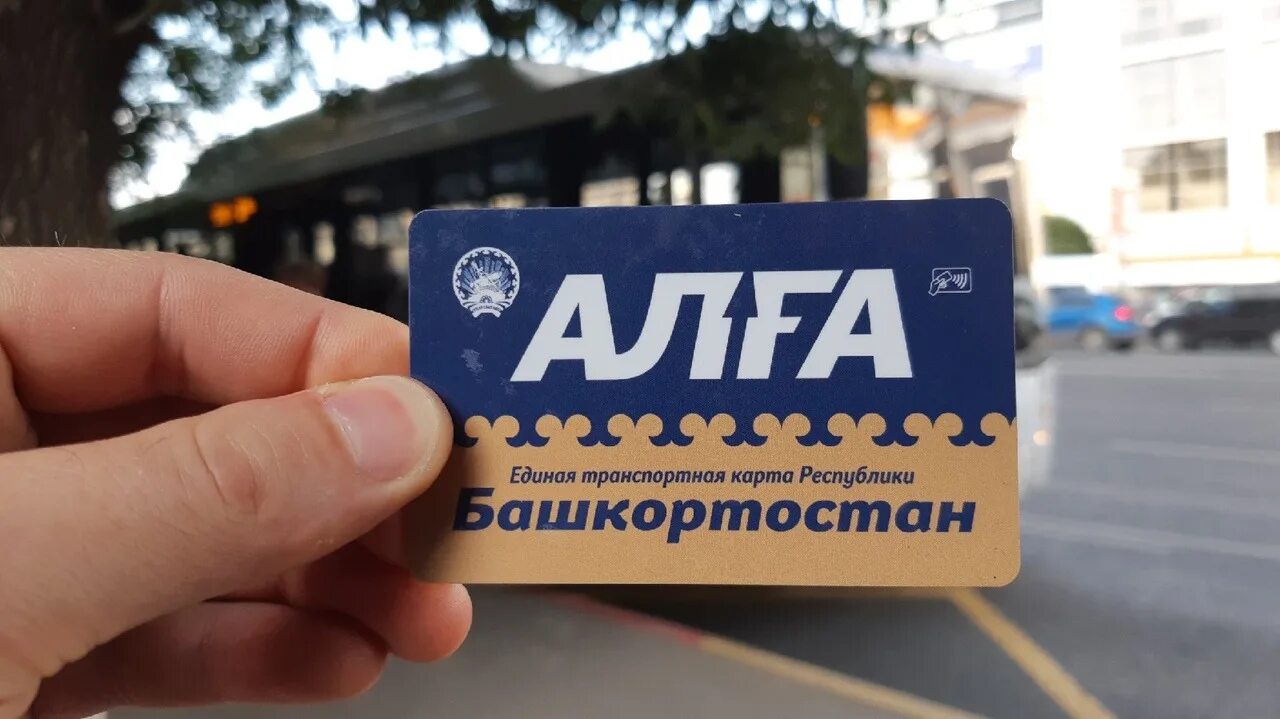 АЛҒА
Единая транспортная карта Республики
Башкортостан